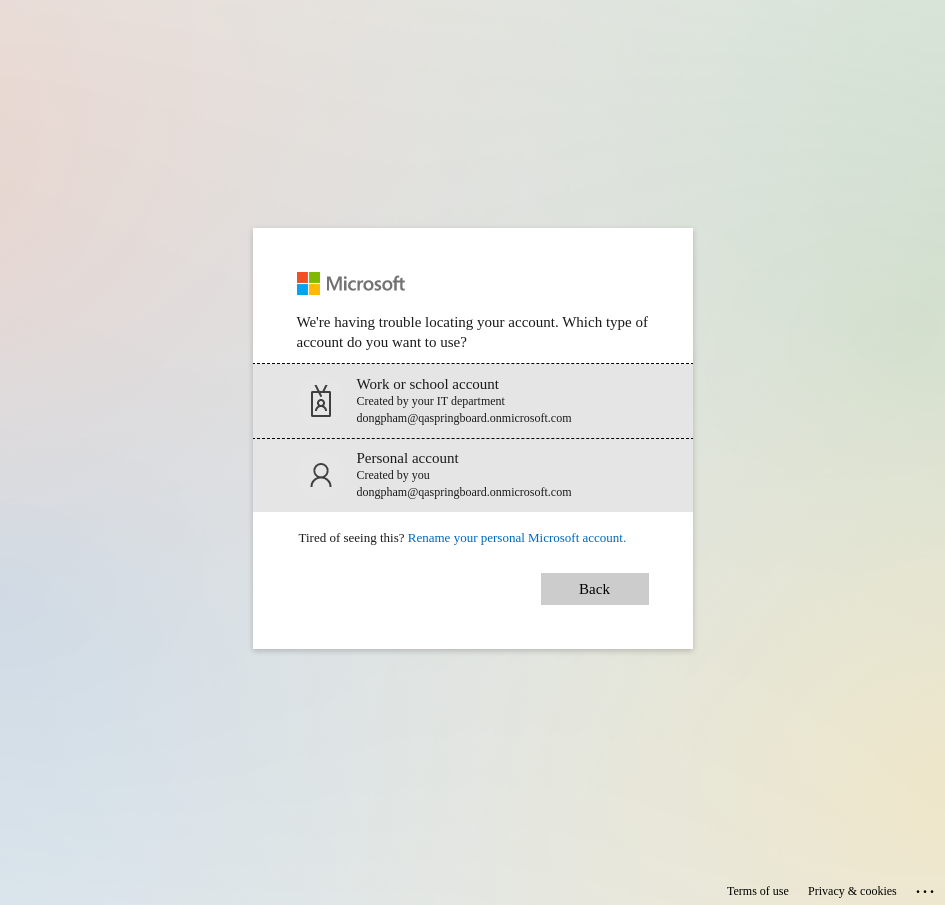 Microsoft
We're having trouble locating your account. Which type of
account do you want to use?
Work or school account
Created by your IT department
dongpham@qaspringboard.onmicrosoft.com
Personal account
Created by you
dongpham@qaspringboard.onmicrosoft.com
Tired of seeing this? Rename your personal Microsoft account.
Back
Terms of use Privacy & cookies ...